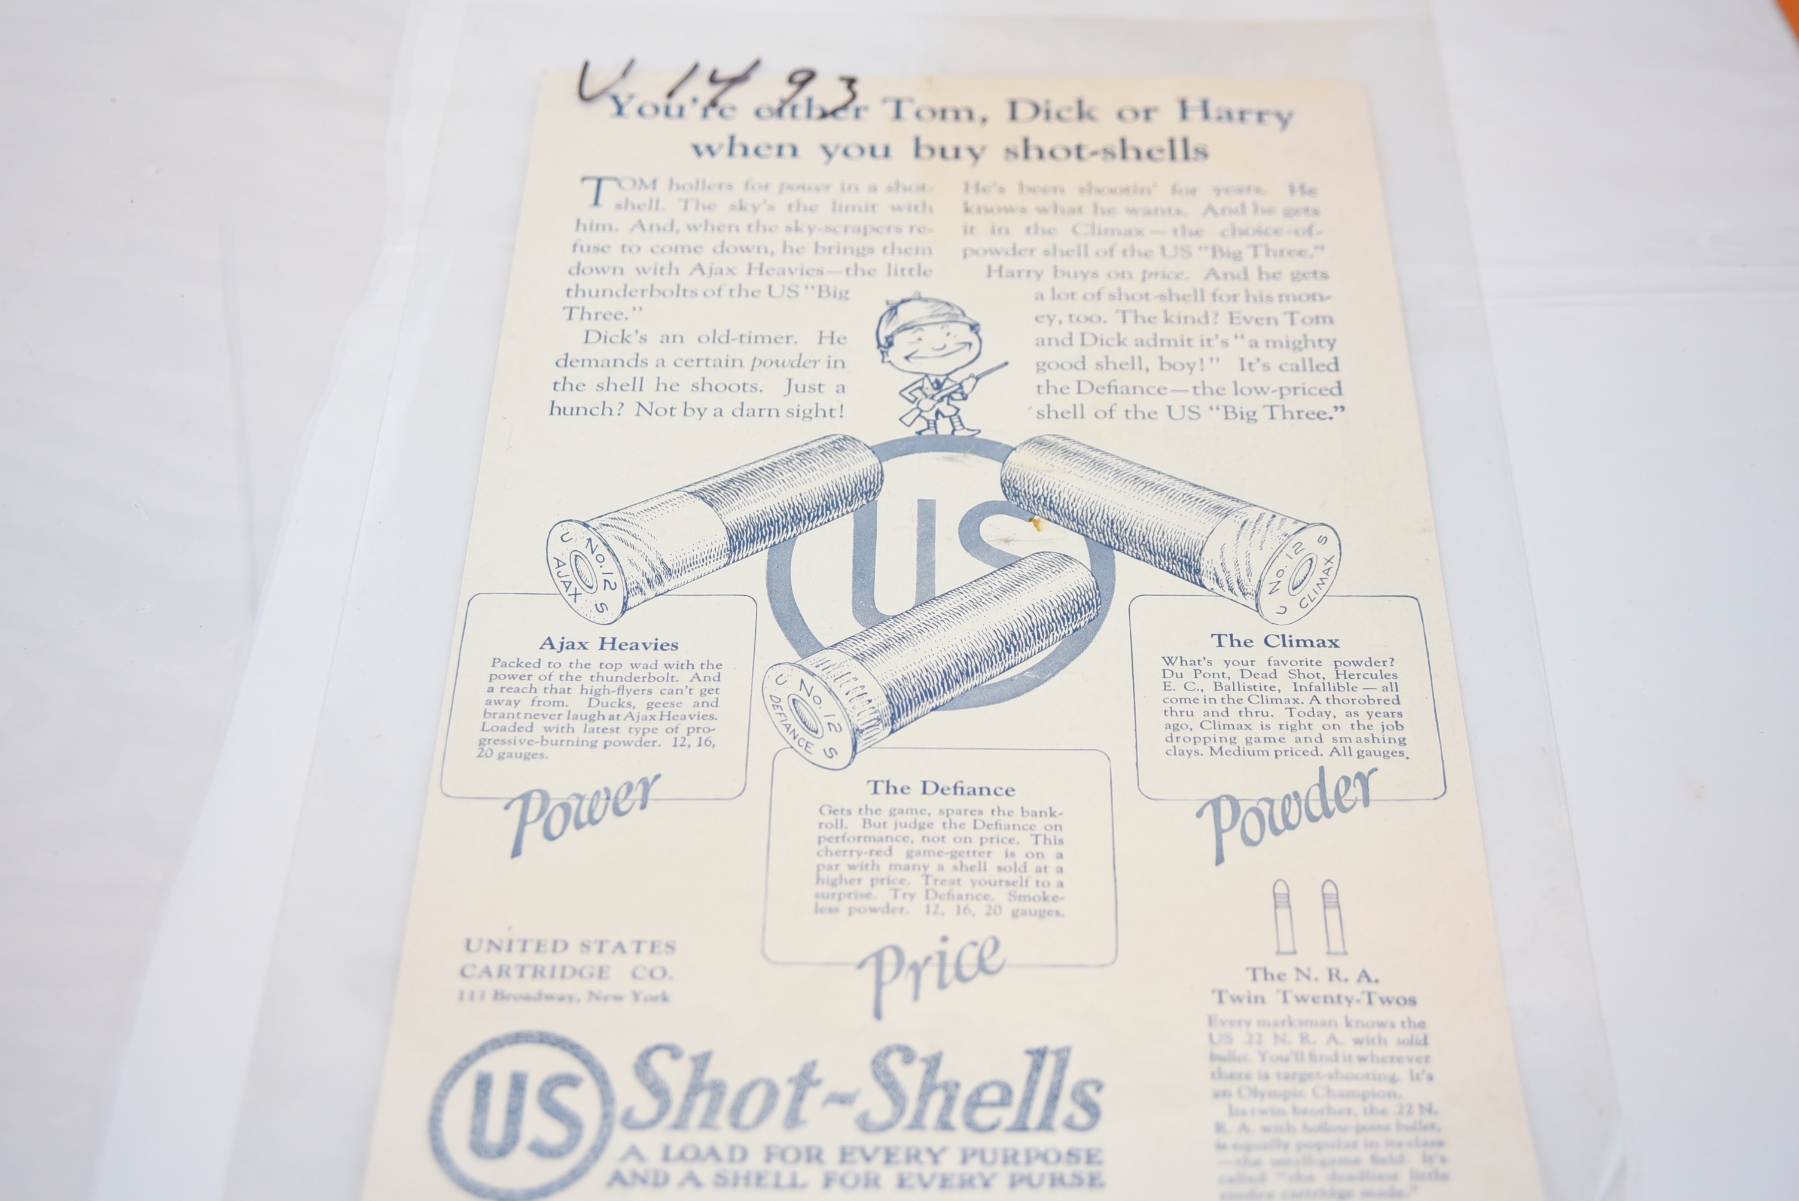 U 1493
You're either Tom, Dick or Harry
when you buy shot-shells
TOM hollers for power in a shot-
shell. The sky's the limit with
him. And, when the sky-scrapers re-
fuse to come down, he brings them
down with Ajax Heavies—the little
thunderbolts of the US "Big
Three."
Dick's an old-timer. He
demands a certain powder in
the shell he shoots. Just a
hunch? Not by a darn sight!
He's been shootin' for years. He
knows what he wants. And he gets
it in the Climax—the choice-of-
powder shell of the US "Big Three."
Harry buys on price. And he gets
a lot of shot-shell for his mon-
ey, too. The kind? Even Tom
and Dick admit it's "a mighty
good shell, boy!" It's called
the Defiance—the low-priced
shell of the US "Big Three."
US
U No. 12 S
AJAX
U No. 12 S
DEFIANCE
U No. 12 S
CLIMAX
Ajax Heavies
Packed to the top wad with the
power of the thunderbolt. And
a reach that high-flyers can't get
away from. Ducks, geese and
brant never laugh at Ajax Heavies.
Loaded with latest type of pro-
gressive-burning powder. 12, 16,
20 gauges.
Power
The Defiance
Gets the game, spares the bank-
roll. But judge the Defiance on
performance, not on price. This
cherry-red game-getter is on a
par with many a shell sold at a
higher price. Treat yourself to a
surprise. Try Defiance. Smoke-
less powder. 12, 16, 20 gauges.
Price
The Climax
What's your favorite powder?
Du Pont, Dead Shot, Hercules
E. C., Ballistite, Infallible—all
come in the Climax. A thorobred
thru and thru. Today, as years
ago, Climax is right on the job
dropping game and smashing
clays. Medium priced. All gauges.
Powder
UNITED STATES
CARTRIDGE CO.
111 Broadway, New York
US Shot-Shells
A LOAD FOR EVERY PURPOSE
AND A SHELL FOR EVERY PURSE
The N. R. A.
Twin Twenty-Twos
Every marksman knows the
US .22 N. R. A. with solid
bullet. You'll find it wherever
there is target-shooting. It's
an Olympic Champion.
Its twin brother, the .22 N.
R. A. with hollow-point bullet,
is equally popular in its class
—the small-game field. It's
called "the deadliest little
cartridge made."